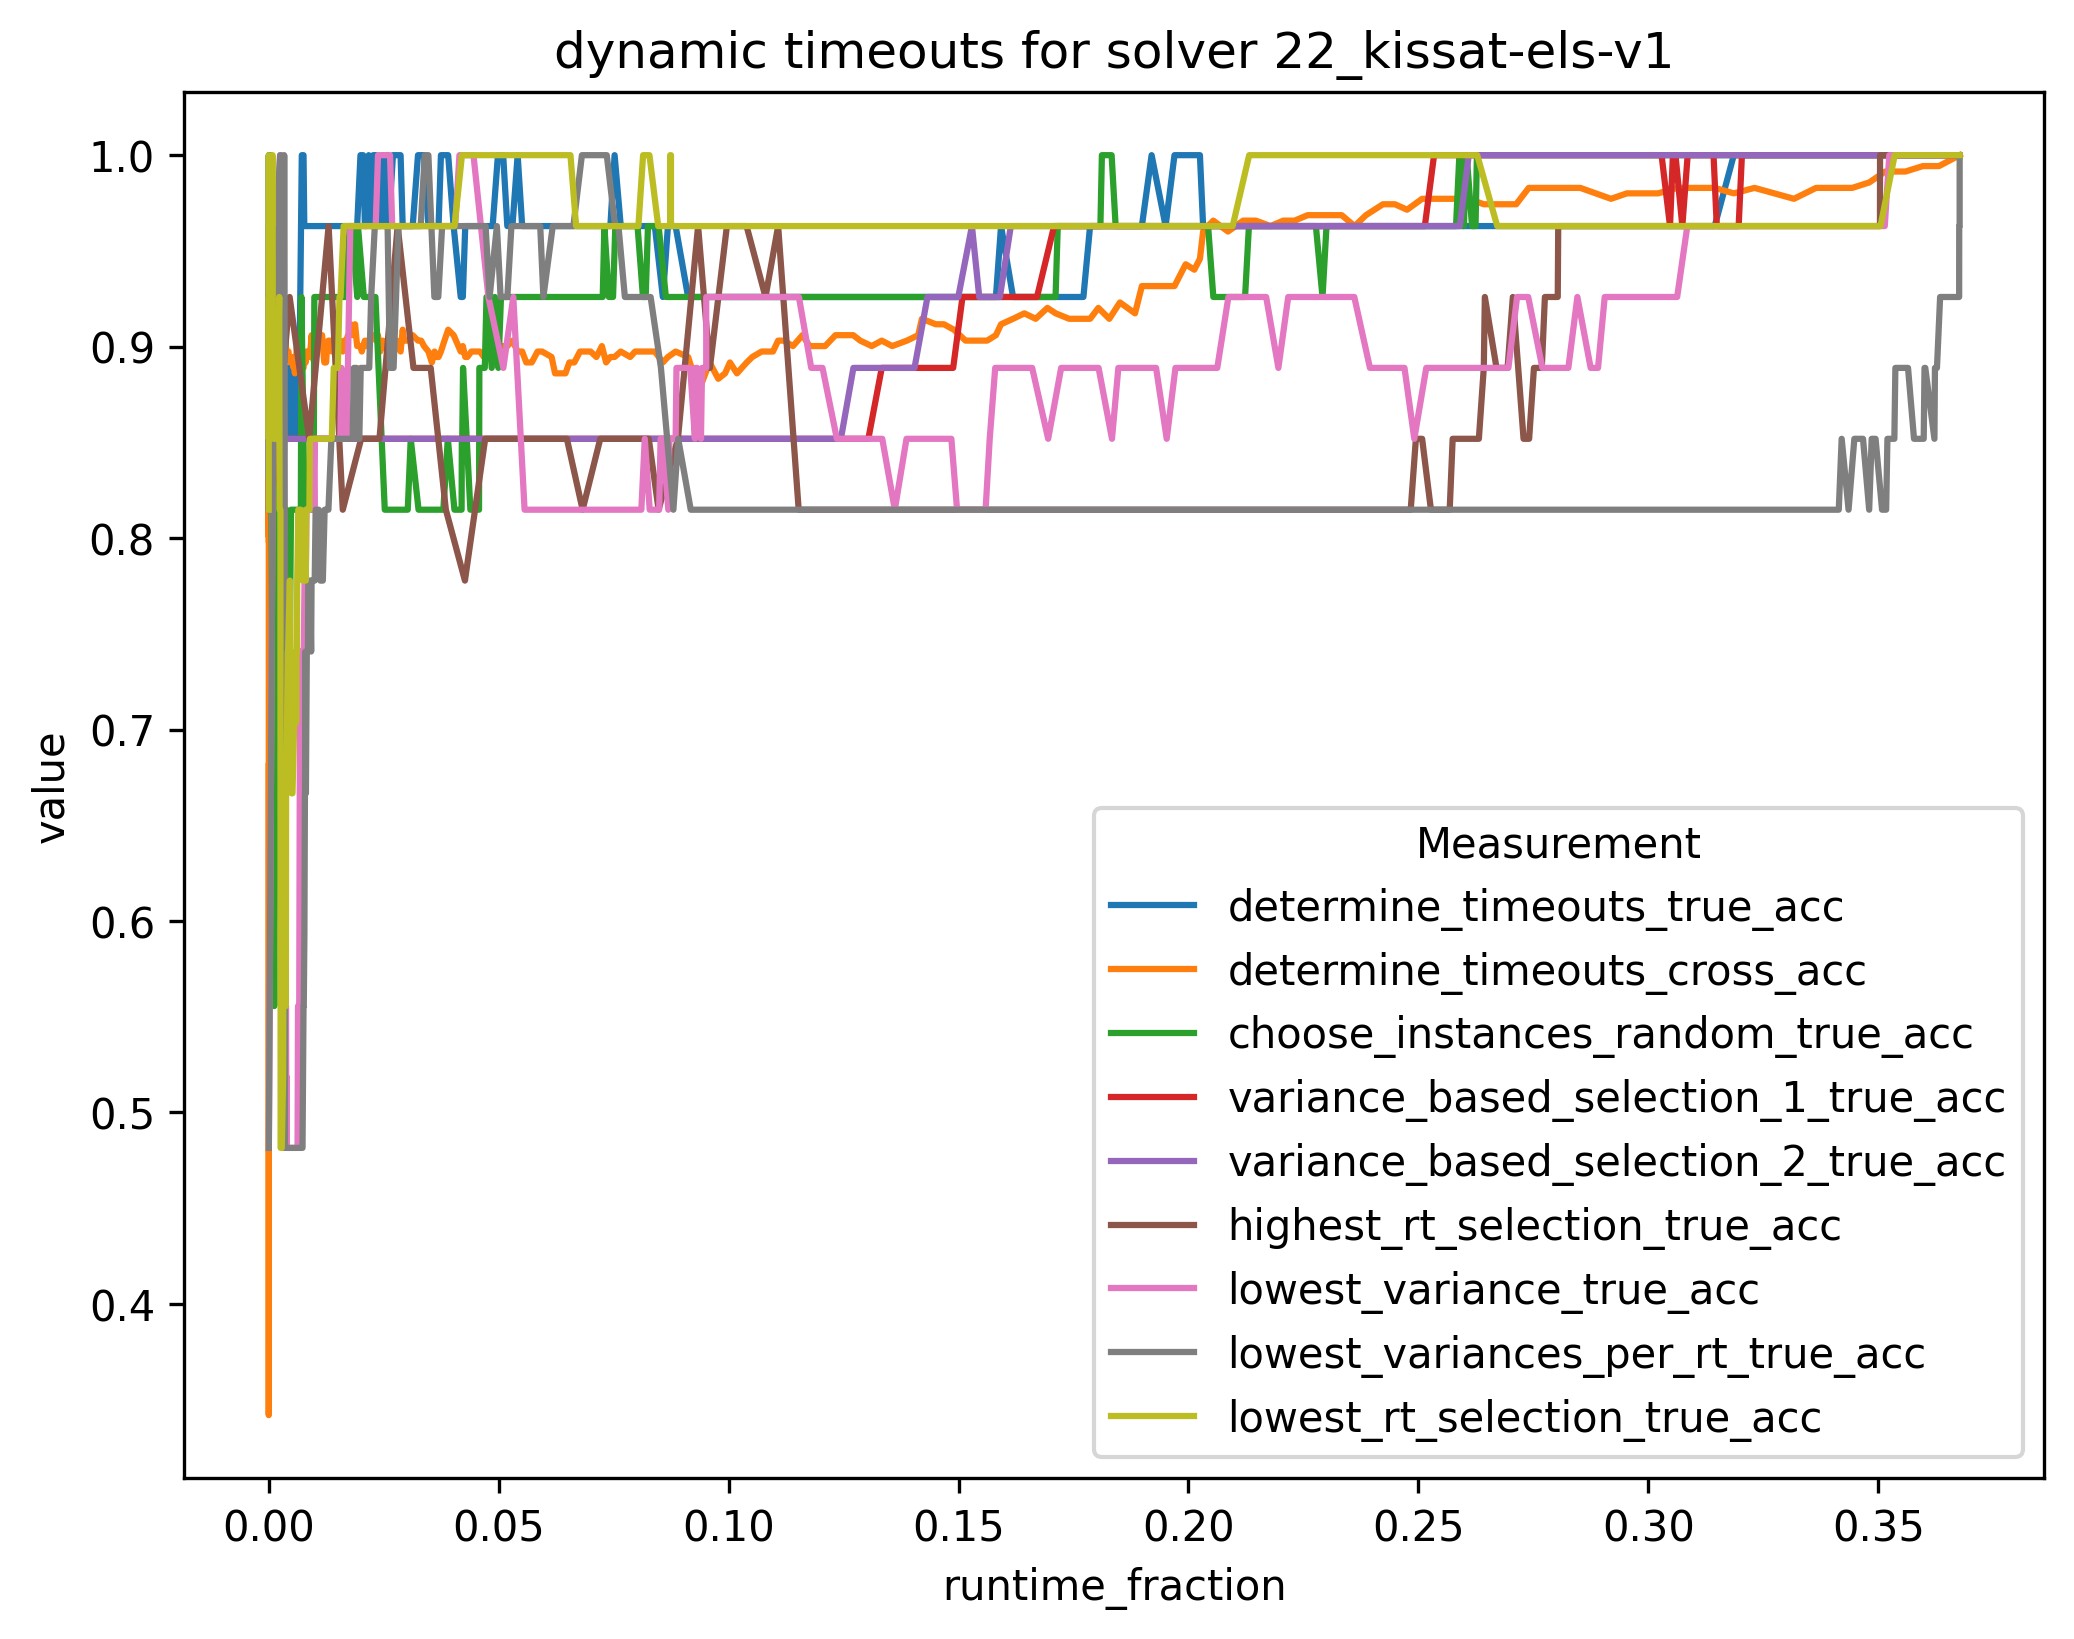 dynamic timeouts for solver 22_kissat-els-v1
1.0
0.9
0.8
0.7
0.6
0.5
0.4
value
Measurement
determine_timeouts_true_acc
determine_timeouts_cross_acc
choose_instances_random_true_acc
variance_based_selection_1_true_acc
variance_based_selection_2_true_acc
highest_rt_selection_true_acc
lowest_variance_true_acc
lowest_variances_per_rt_true_acc
lowest_rt_selection_true_acc
0.00 0.05 0.10 0.15 0.20 0.25 0.30 0.35
runtime_fraction